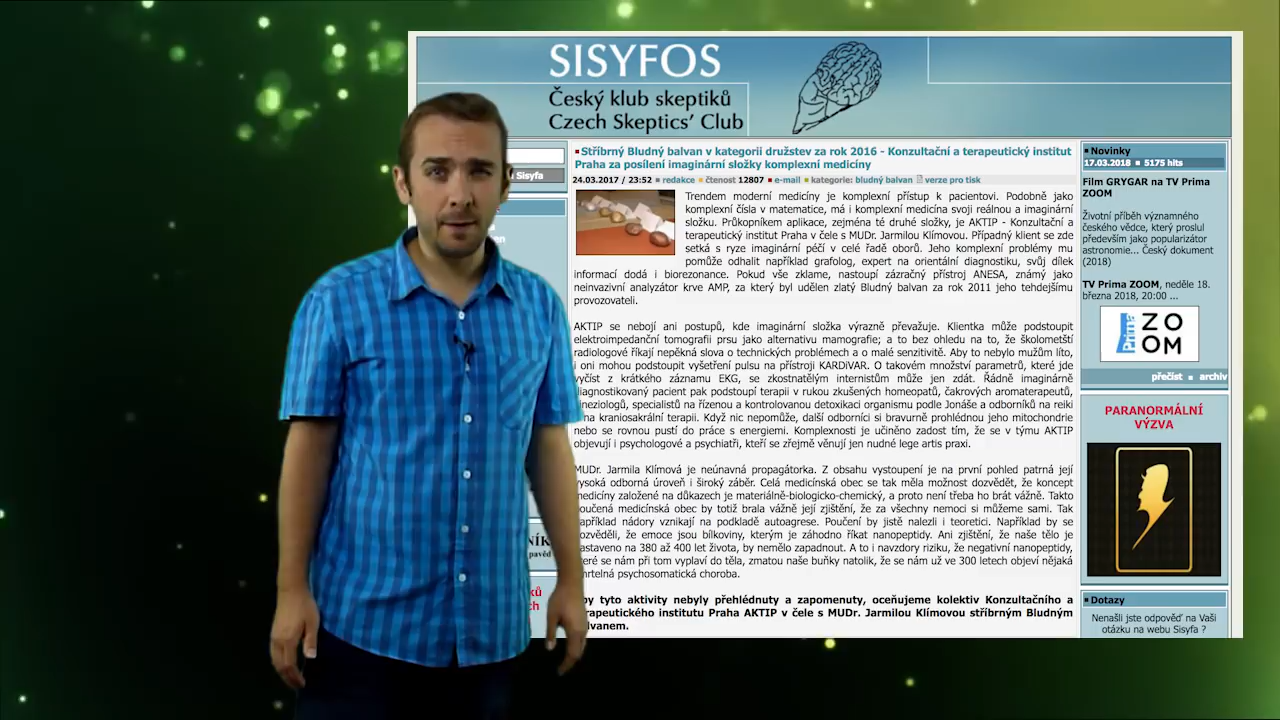 SISYFOS
Český klub skeptiků
Czech Skeptics' Club
Stříbrný Bludný balvan v kategorii družstev za rok 2016 - Konzultační a terapeutický institut
Praha za posílení imaginární složky komplexní medicíny
24.03.2017 / 23:52 redakce čtenost 12807 e-mail kategorie: bludný balvan verze pro tisk
Trendem moderní medicíny je komplexní přístup k pacientovi. Podobně jako
komplexní čísla v matematice, má i komplexní medicína svoji reálnou a imaginární
složku. Průkopníkem aplikace, zejména té druhé složky, je AKTIP - Konzultační a
terapeutický institut Praha v čele s MUDr. Jarmilou Klímovou. Případný klient se zde
setká s ryze imaginární péčí v celé řadě oborů. Jeho komplexní problémy mu
pomůže odhalit například grafolog, expert na orientální diagnostiku, svůj dílek
informací dodá i biorezonance. Pokud vše zklame, nastoupí zázračný přístroj ANESA, známý jako
neinvazivní analyzátor krve AMP, za který byl udělen zlatý Bludný balvan za rok 2011 jeho tehdejšímu
provozovateli.
AKTIP se nebojí ani postupů, kde imaginární složka výrazně převažuje. Klientka může podstoupit
elektroimpedanční tomografii prsu jako alternativu mamografie; a to bez ohledu na to, že školometští
radiologové říkají nepěkná slova o technických problémech a o malé senzitivitě. Aby to nebylo mužům líto,
i oni mohou podstoupit vyšetření pulsu na přístroji KARDiVAR. O takovém množství parametrů, které jde
vyčíst z krátkého záznamu EKG, se zkostnatělým internistům může jen zdát. Řádně imaginárně
diagnostikovaný pacient pak podstoupí terapii v rukou zkušených homeopatů, čakrových aromaterapeutů,
kineziologů, specialistů na řízenou a kontrolovanou detoxikaci organismu podle Jonáše a odborníků na reiki
na kraniosakrální terapii. Když nic nepomůže, další odborníci si bravurně prohlédnou jeho mitochondrie
nebo se rovnou pustí do práce s energiemi. Komplexnosti je učiněno zadost tím, že se v týmu AKTIP
objevují i psychologové a psychiatři, kteří se zřejmě věnují jen nudné lege artis praxi.
MUDr. Jarmila Klímová je neúnavná propagátorka. Z obsahu vystoupení je na první pohled patrná její
vysoká odborná úroveň i široký záběr. Celá medicínská obec se tak měla možnost dozvědět, že koncept
medicíny založené na důkazech je materiálně-biologicko-chemický, a proto není třeba ho brát vážně. Takto
poučená medicínská obec by totiž brala vážně její zjištění, že za všechny nemoci si můžeme sami. Tak
například nádory vznikají na podkladě autoagrese. Poučení by jistě nalezli i teoretici. Například by se
dozvěděli, že emoce jsou bílkoviny, kterým je záhodno říkat nanopeptidy. Ani zjištění, že naše tělo je
nastaveno na 380 až 400 let života, by nemělo zapadnout. A to i navzdory riziku, že negativní nanopeptidy,
které se nám při tom vyplaví do těla, zmatou naše buňky natolik, že se nám už ve 300 letech objeví nějaká
smrtelná psychosomatická choroba.
by tyto aktivity nebyly přehlédnuty a zapomenuty, oceňujeme kolektiv Konzultačního a
terapeutického institutu Praha AKTIP v čele s MUDr. Jarmilou Klímovou stříbrným Bludným
balvanem.
Sisyfa
Novinky
17.03.2018 5175 hits
Film GRYGAR na TV Prima
ZOOM
Životní příběh významného
českého vědce, který proslul
především jako popularizátor
astronomie... Český dokument
(2018)
TV Prima ZOOM, neděle 18.
března 2018, 20:00 ...
Prima
ZO
OM
přečíst archiv
PARANORMÁLNÍ
VÝZVA
Dotazy
Nenašli jste odpověď na Vaši
otázku na webu Sisyfa ?